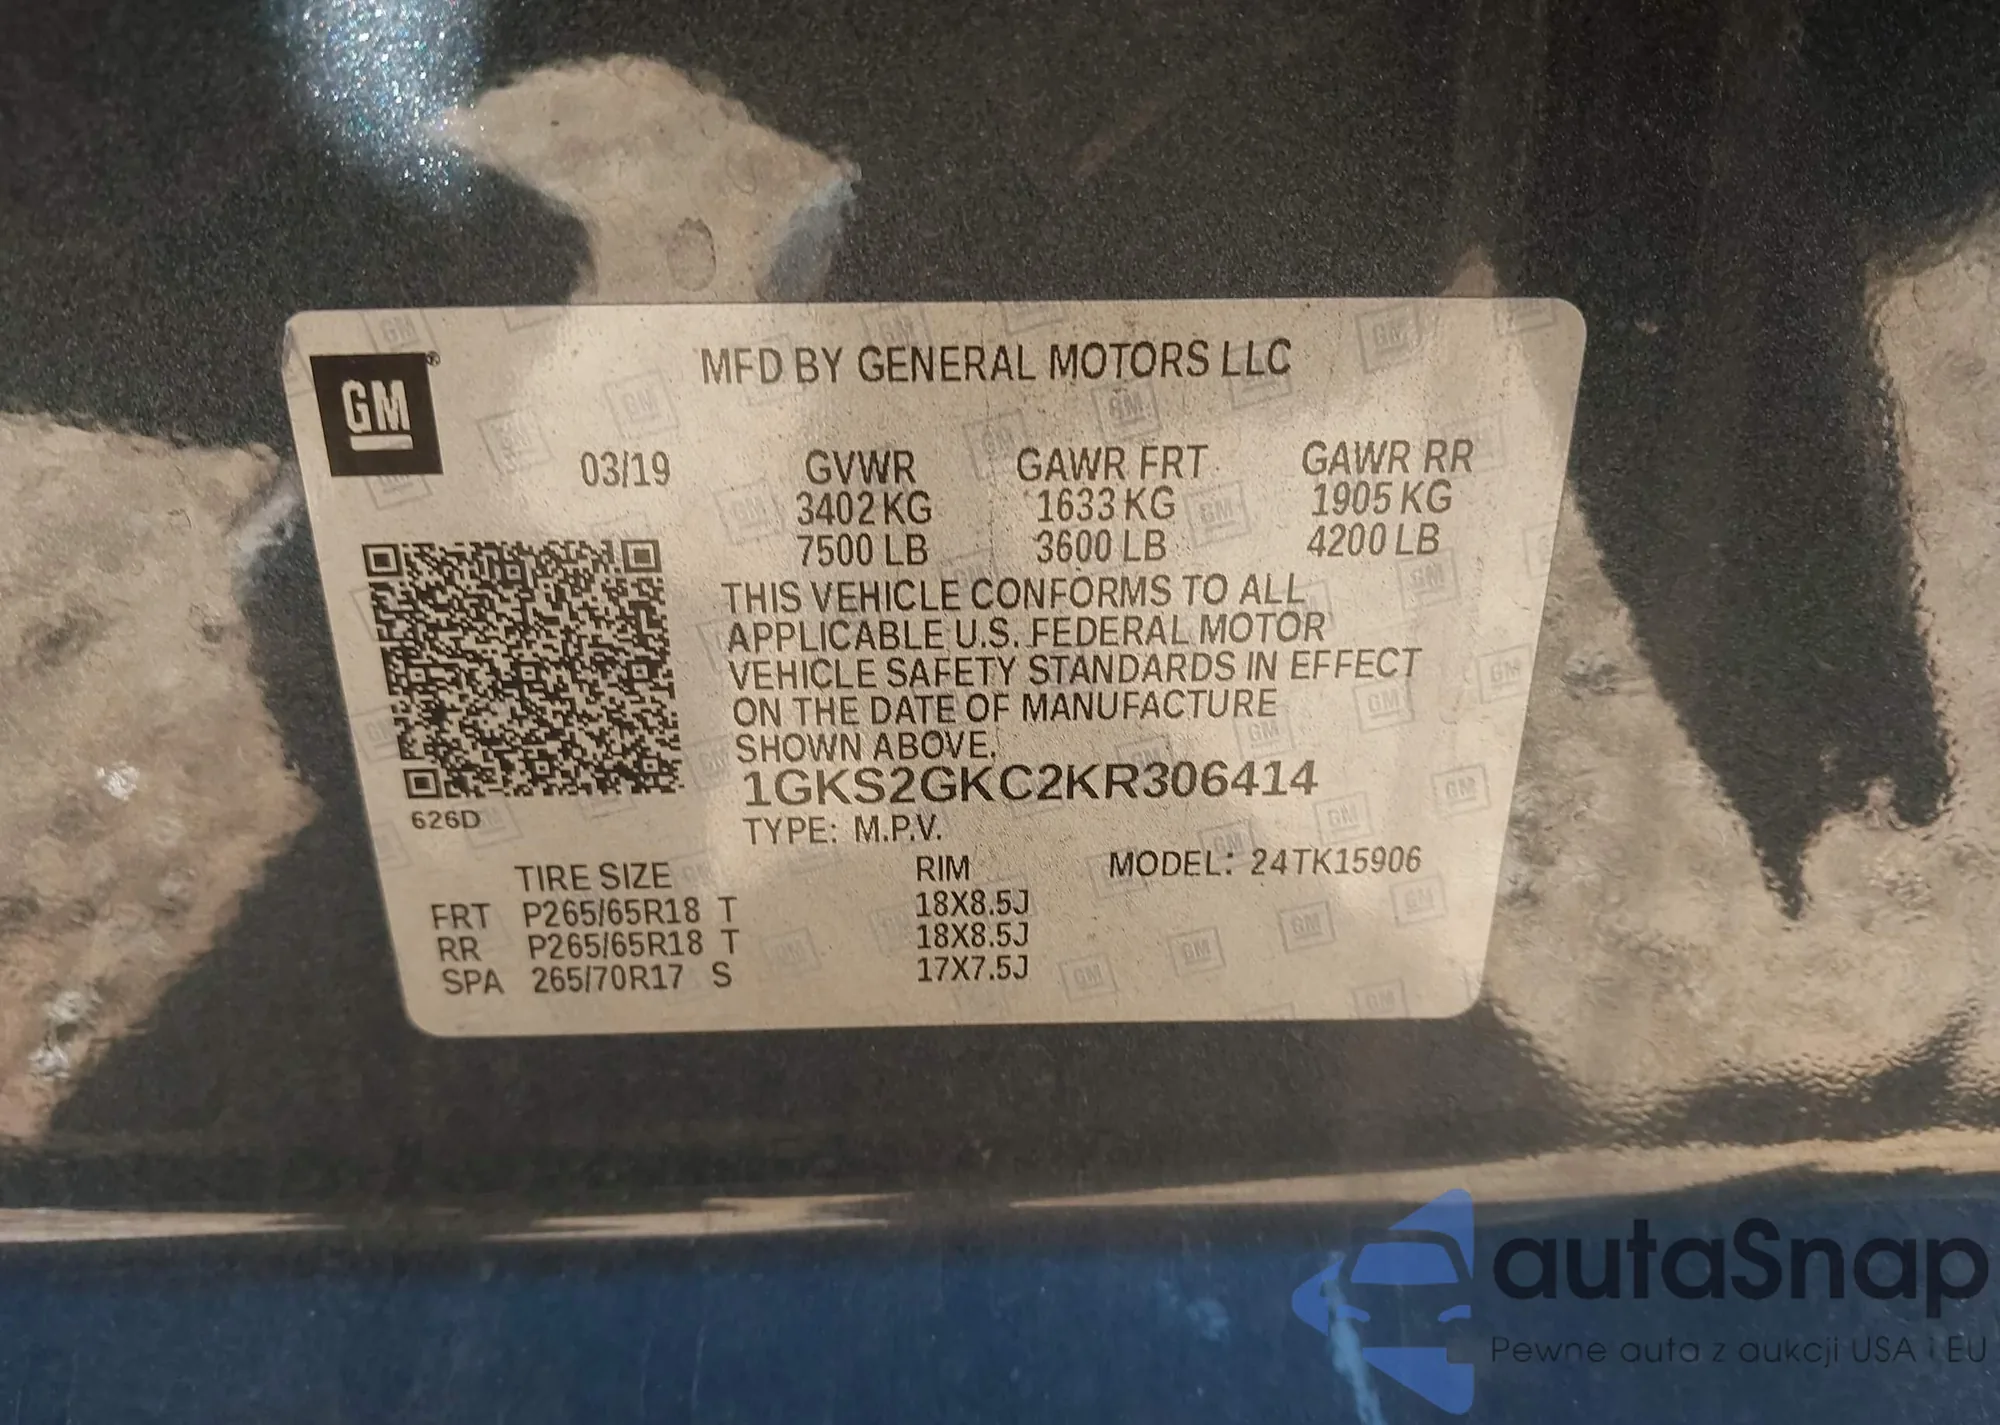 MFD BY GENERAL MOTORS LLC
GM®
03/19 GVWR GAWR FRT GAWR RR
3402 KG 1633 KG 1905 KG
7500 LB 3600 LB 4200 LB
THIS VEHICLE CONFORMS TO ALL
APPLICABLE U.S. FEDERAL MOTOR
VEHICLE SAFETY STANDARDS IN EFFECT
ON THE DATE OF MANUFACTURE
SHOWN ABOVE.
1GKS2GKC2KR306414
626D
TYPE: M.P.V.
TIRE SIZE RIM MODEL: 24TK15906
FRT P265/65R18 T 18X8.5J
RR P265/65R18 T 18X8.5J
SPA 265/70R17 S 17X7.5J
autaSnap
Pewne auta z aukcji USA i EU